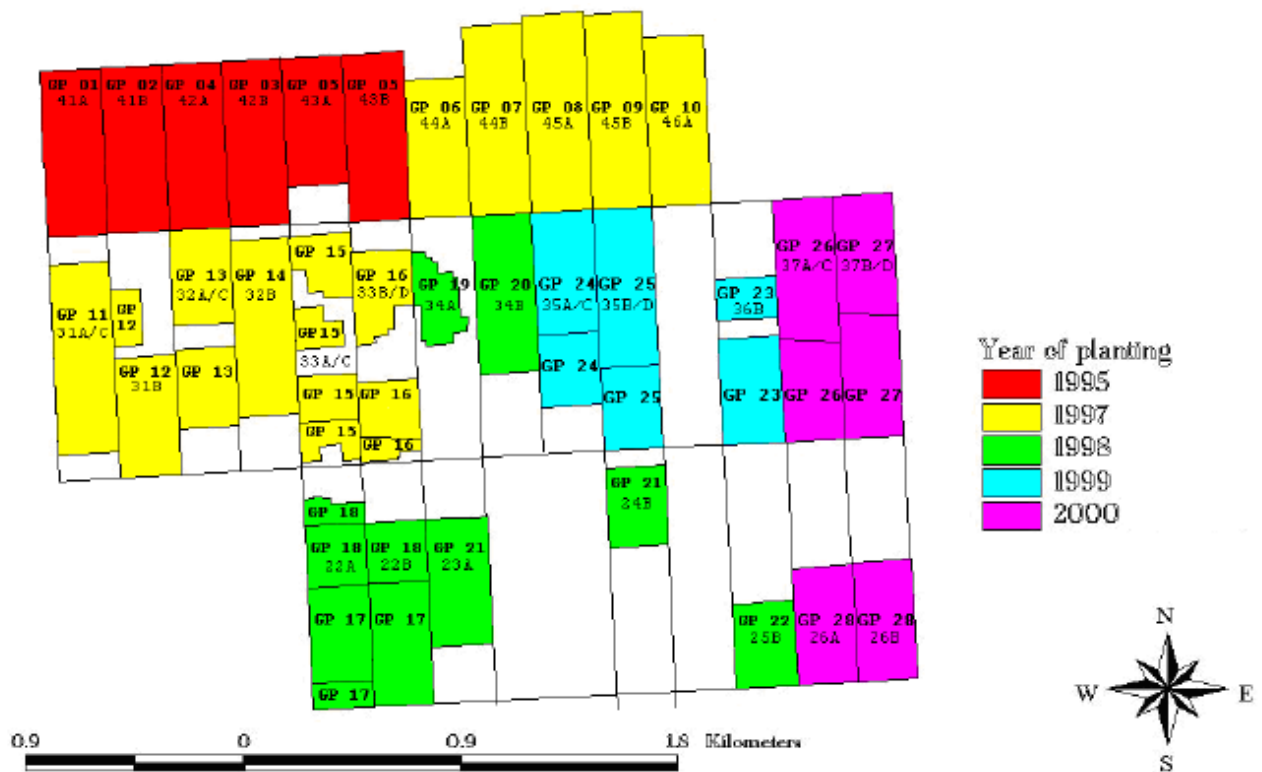 GP 01 GP 02 GP 04 GP 03 GP 05 GP 05
41A 41B 42A 42B 43A 43B
GP 06 GP 07 GP 08 GP 09 GP 10
44A 44B 45A 45B 46A
GP 13 GP 14 GP 15 GP 16 GP 19 GP 20 GP 24 GP 25 GP 26 GP 27
32A/C 32B 33B/D 34A 34B 35A/C 35B/D 37A/C 37B/D
GP 23
36B
GP 11 GP 12 GP 15
31A/C 33A/C
GP 12 GP 13 GP 15 GP 16 GP 24 GP 25 GP 23 GP 26 GP 27
31B
GP 15 GP 16
GP 21
24B
GP 18
GP 18 GP 18 GP 21
22A 22B 23A
GP 17 GP 17 GP 22 GP 28 GP 28
25B 26A 26B
GP 17
Year of planting
1995
1997
1998
1999
2000
N
W E
S
0.9 0 0.9 1.8 Kilometers